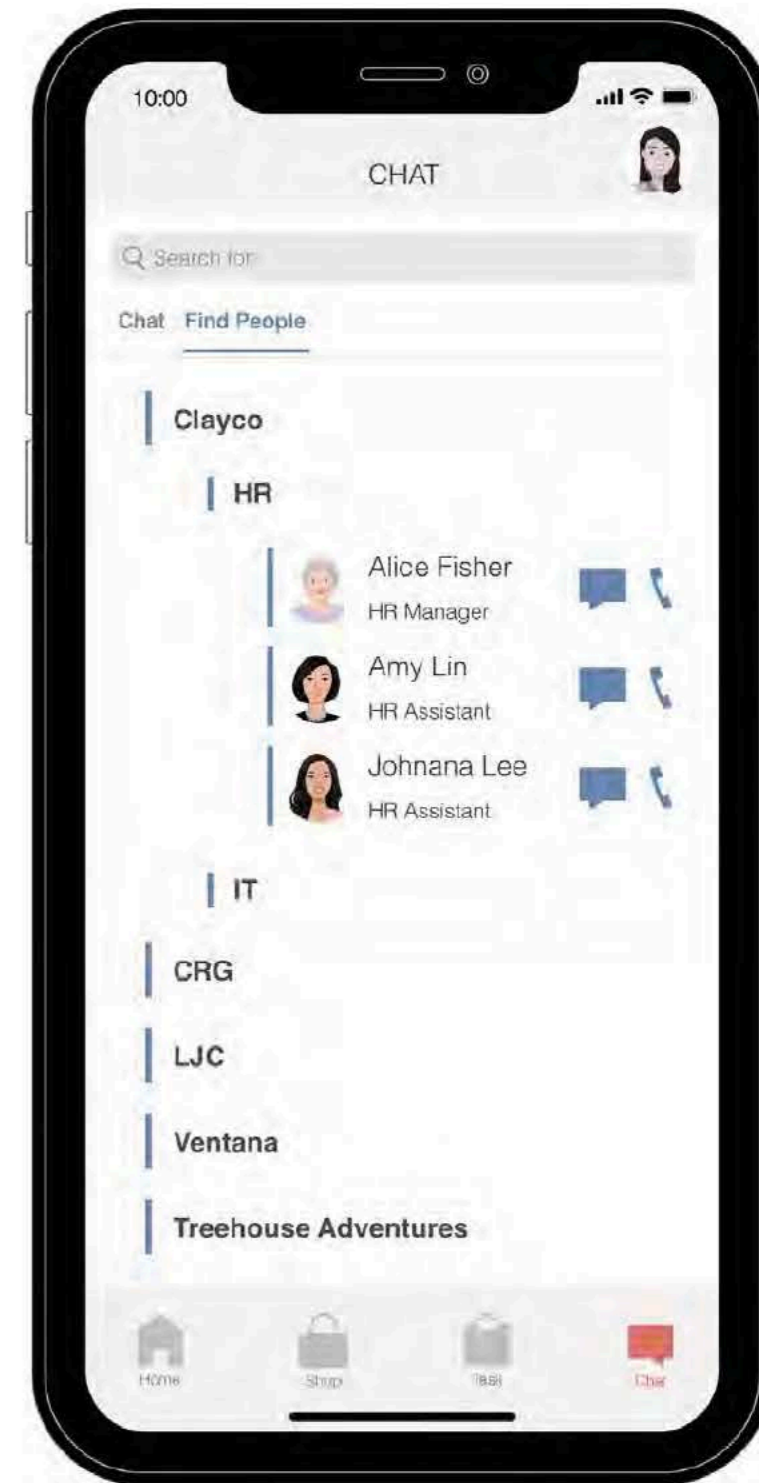 10:00
CHAT
Search for
Chat Find People
Clayco
HR
Alice Fisher
HR Manager
Amy Lin
HR Assistant
Johnana Lee
HR Assistant
IT
CRG
LJC
Ventana
Treehouse Adventures
Home Shop Task Chat